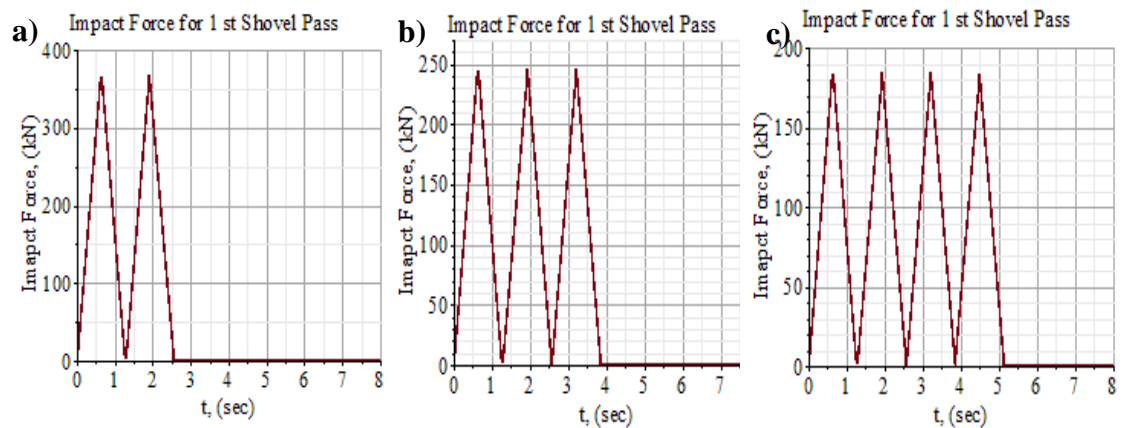 a)
Impact Force for 1 st Shovel Pass
Imapct Force, (kN)
400
300
200
100
0
0 1 2 3 4 5 6 7 8
t, (sec)
b)
Impact Force for 1 st Shovel Pass
Imapct Force, (kN)
250
200
150
100
50
0
0 1 2 3 4 5 6 7
t, (sec)
c)
Impact Force for 1 st Shovel Pass
Imapct Force, (kN)
200
150
100
50
0
0 1 2 3 4 5 6 7 8
t, (sec)